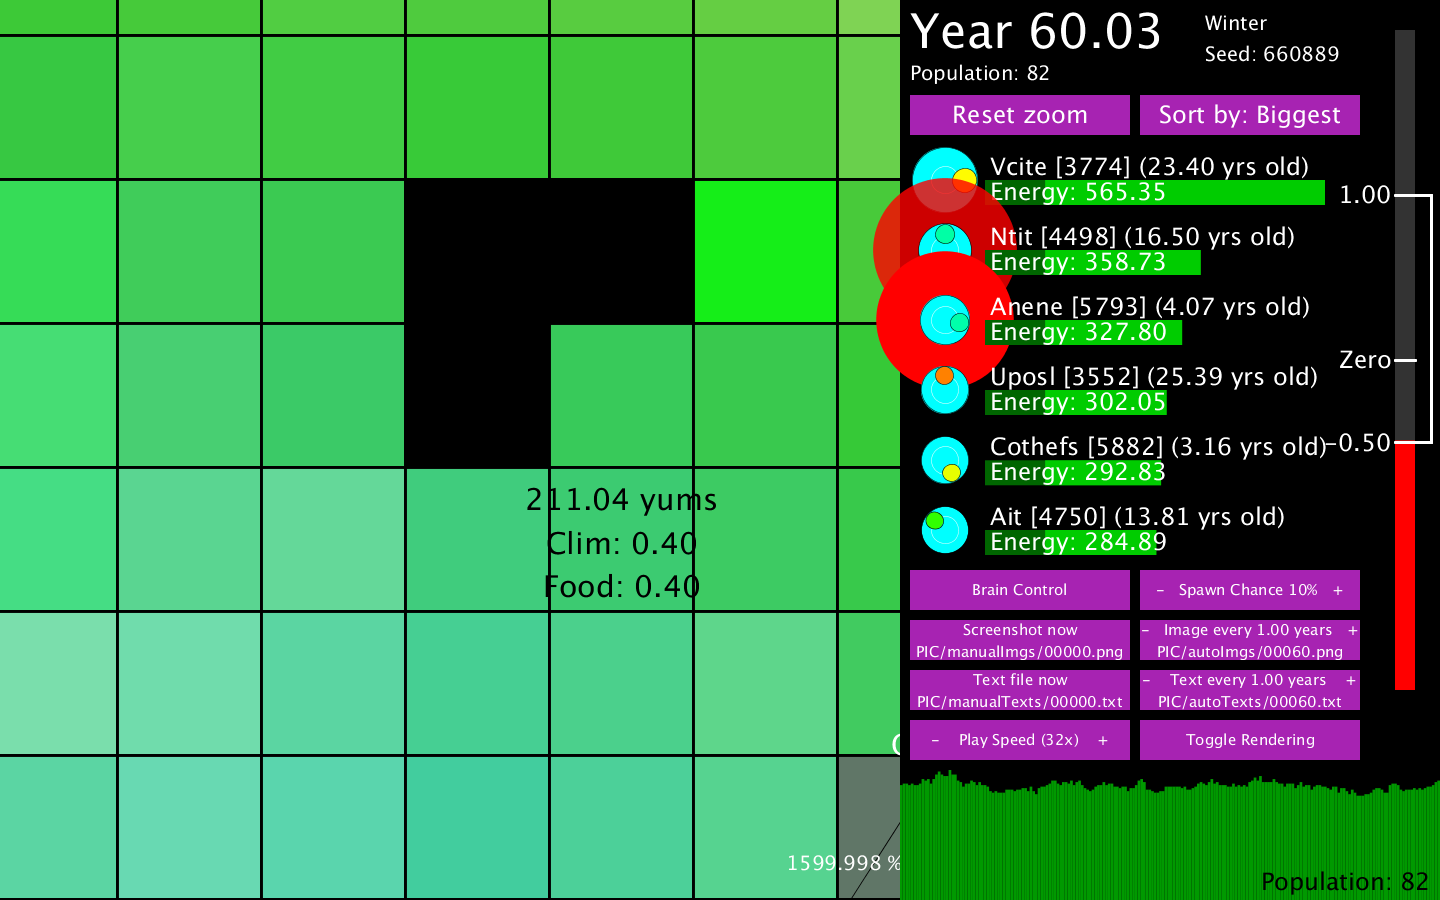 Year 60.03
Winter
Seed: 660889
Population: 82
Reset zoom
Sort by: Biggest
Vcite [3774] (23.40 yrs old)
Energy: 565.35
Ntit [4498] (16.50 yrs old)
Energy: 358.73
Anene [5793] (4.07 yrs old)
Energy: 327.80
Uposl [3552] (25.39 yrs old)
Energy: 302.05
Cothefs [5882] (3.16 yrs old)
Energy: 292.83
Ait [4750] (13.81 yrs old)
Energy: 284.89
1.00
Zero
-0.50
211.04 yums
Clim: 0.40
Food: 0.40
Brain Control
- Spawn Chance 10% +
Screenshot now
PIC/manualImgs/00000.png
- Image every 1.00 years +
PIC/autoImgs/00060.png
Text file now
PIC/manualTexts/00000.txt
- Text every 1.00 years +
PIC/autoTexts/00060.txt
- Play Speed (32x) +
Toggle Rendering
1599.998 %
Population: 82